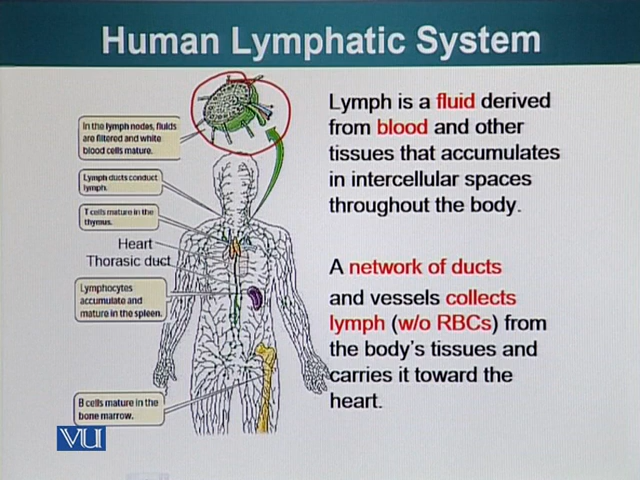 Human Lymphatic System
In the lymph nodes, fluids
are filtered and white
blood cells mature.
Lymph ducts conduct
lymph.
T cells mature in the
thymus.
Heart
Thorasic duct
Lymphocytes
accumulate and
mature in the spleen.
B cells mature in the
bone marrow.
Lymph is a fluid derived
from blood and other
tissues that accumulates
in intercellular spaces
throughout the body.
A network of ducts
and vessels collects
lymph (w/o RBCs) from
the body's tissues and
carries it toward the
heart.
VU